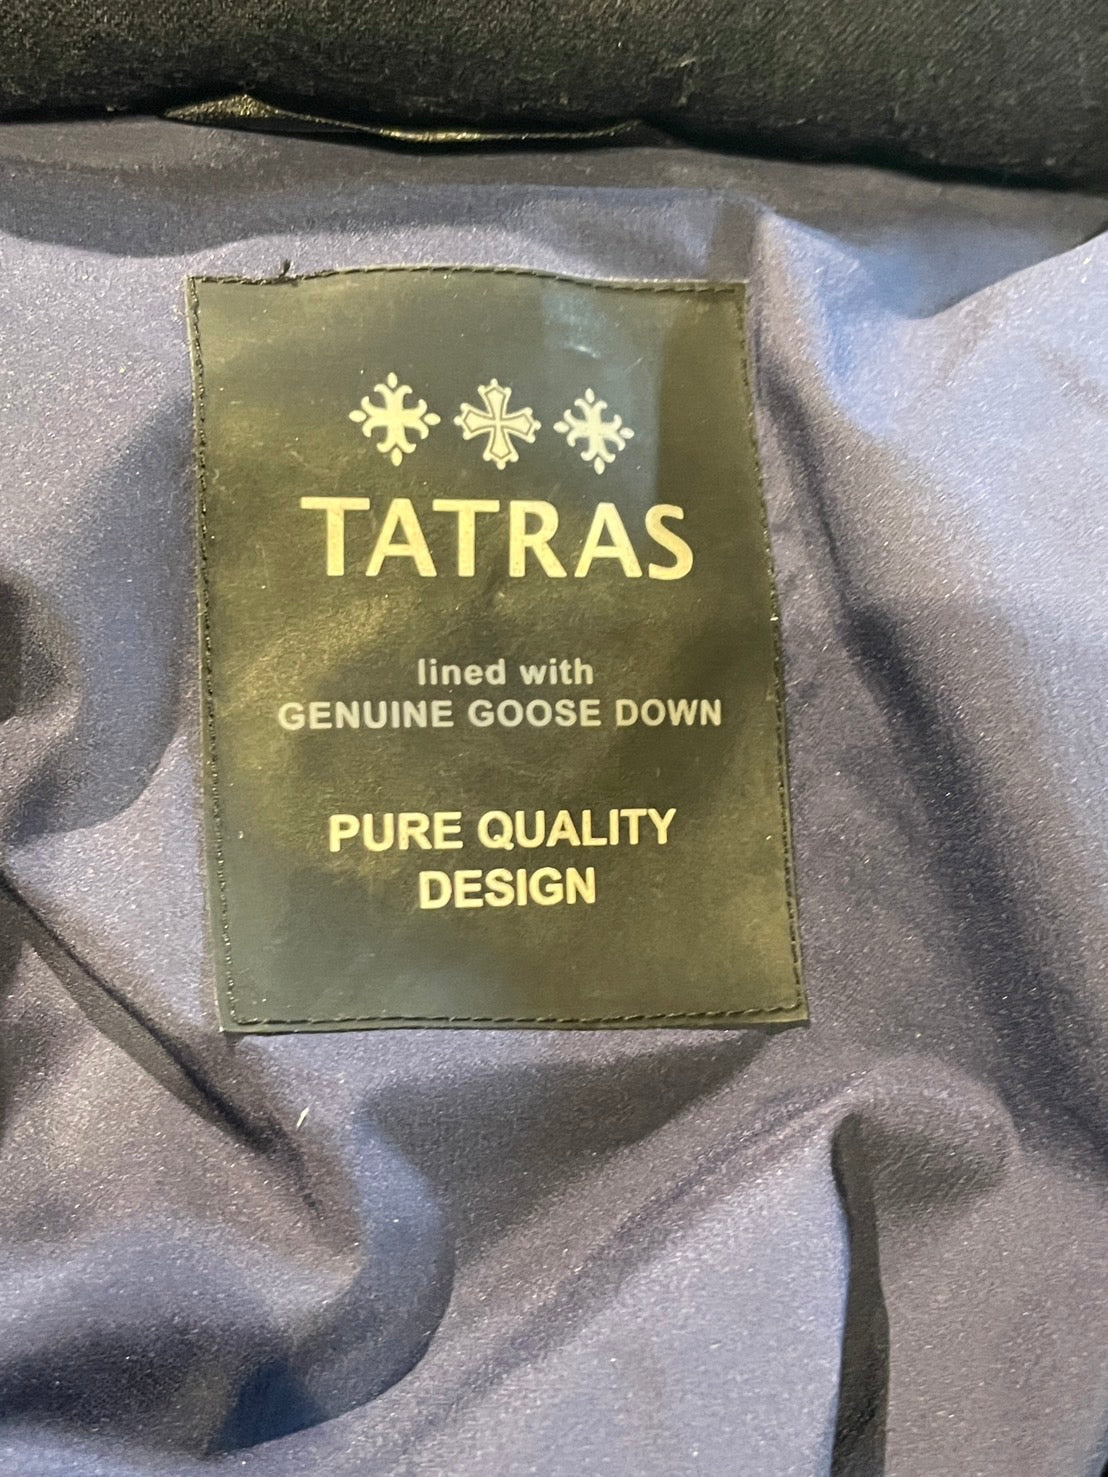 TATRAS
lined with
GENUINE GOOSE DOWN
PURE QUALITY
DESIGN